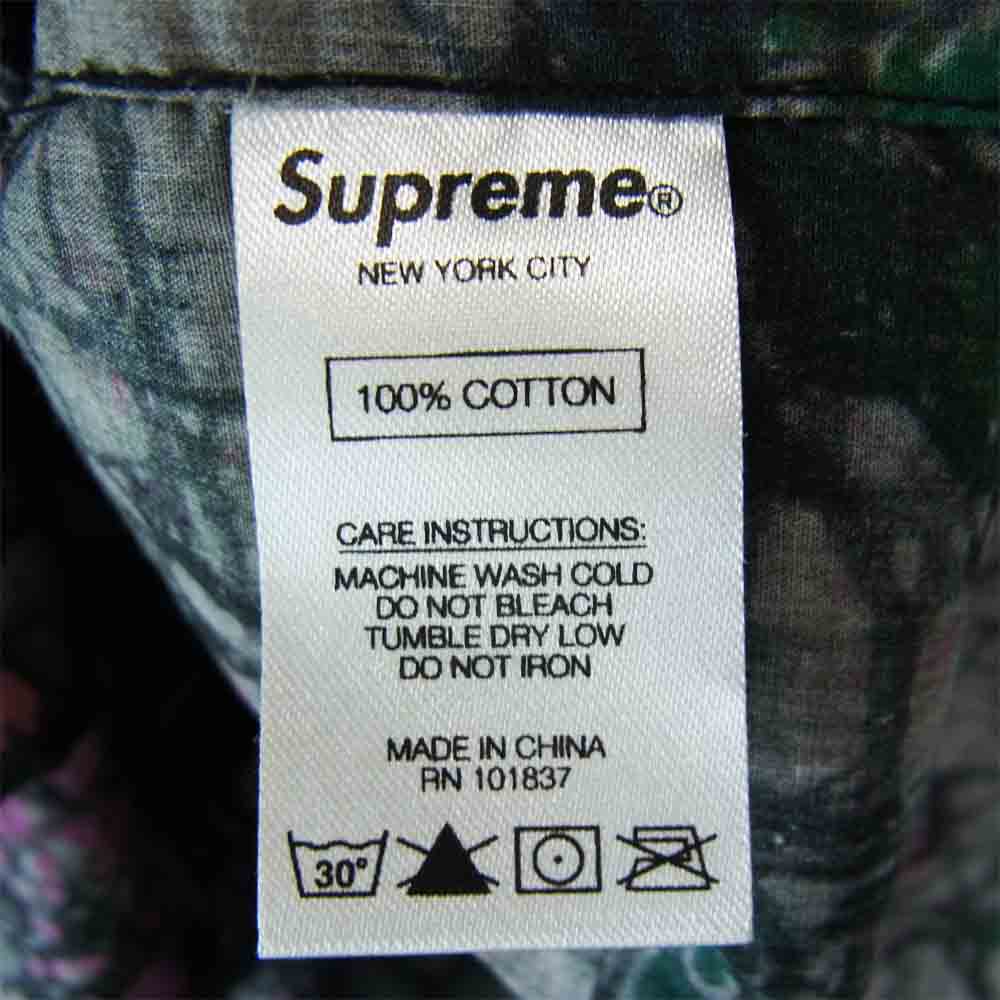 Supreme®
NEW YORK CITY
100% COTTON
CARE INSTRUCTIONS:
MACHINE WASH COLD
DO NOT BLEACH
TUMBLE DRY LOW
DO NOT IRON
MADE IN CHINA
RN 101837
30°